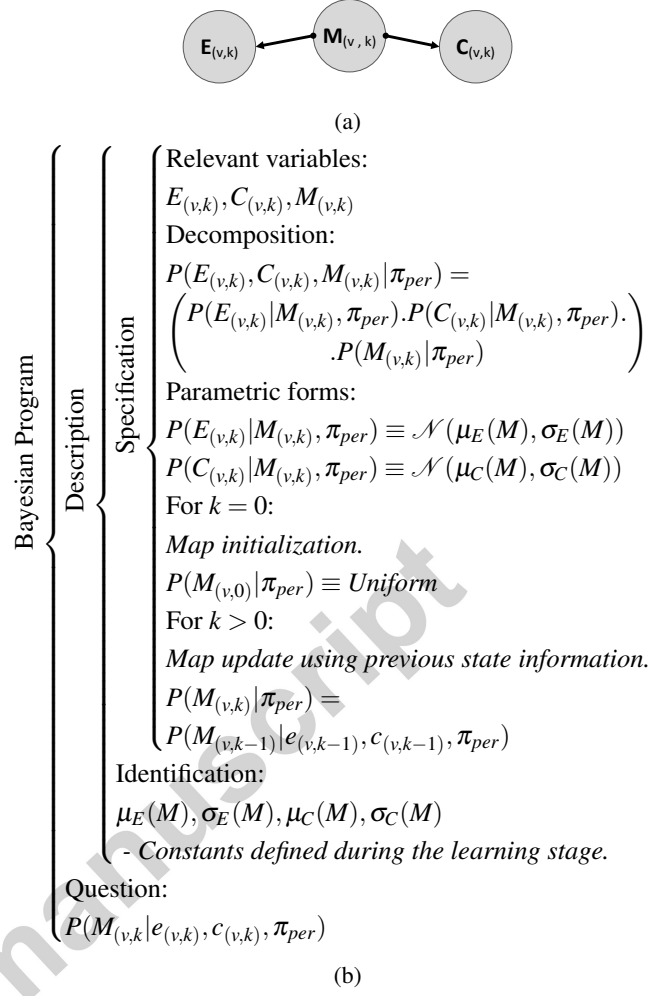 E(v,k) M(v , k) C(v,k)
(a)
Bayesian Program
Description
Specification
Relevant variables:
E(v,k), C(v,k), M(v,k)
Decomposition:
P(E(v,k), C(v,k), M(v,k)|πper) =
(P(E(v,k)|M(v,k), πper).P(C(v,k)|M(v,k), πper).
.P(M(v,k)|πper))
Parametric forms:
P(E(v,k)|M(v,k), πper) ≡ 𝒩(μE(M), σE(M))
P(C(v,k)|M(v,k), πper) ≡ 𝒩(μC(M), σC(M))
For k = 0:
Map initialization.
P(M(v,0)|πper) ≡ Uniform
For k > 0:
Map update using previous state information.
P(M(v,k)|πper) =
P(M(v,k−1)|e(v,k−1), c(v,k−1), πper)
Identification:
μE(M), σE(M), μC(M), σC(M)
- Constants defined during the learning stage.
Question:
P(M(v,k|e(v,k), c(v,k), πper)
(b)
manuscript